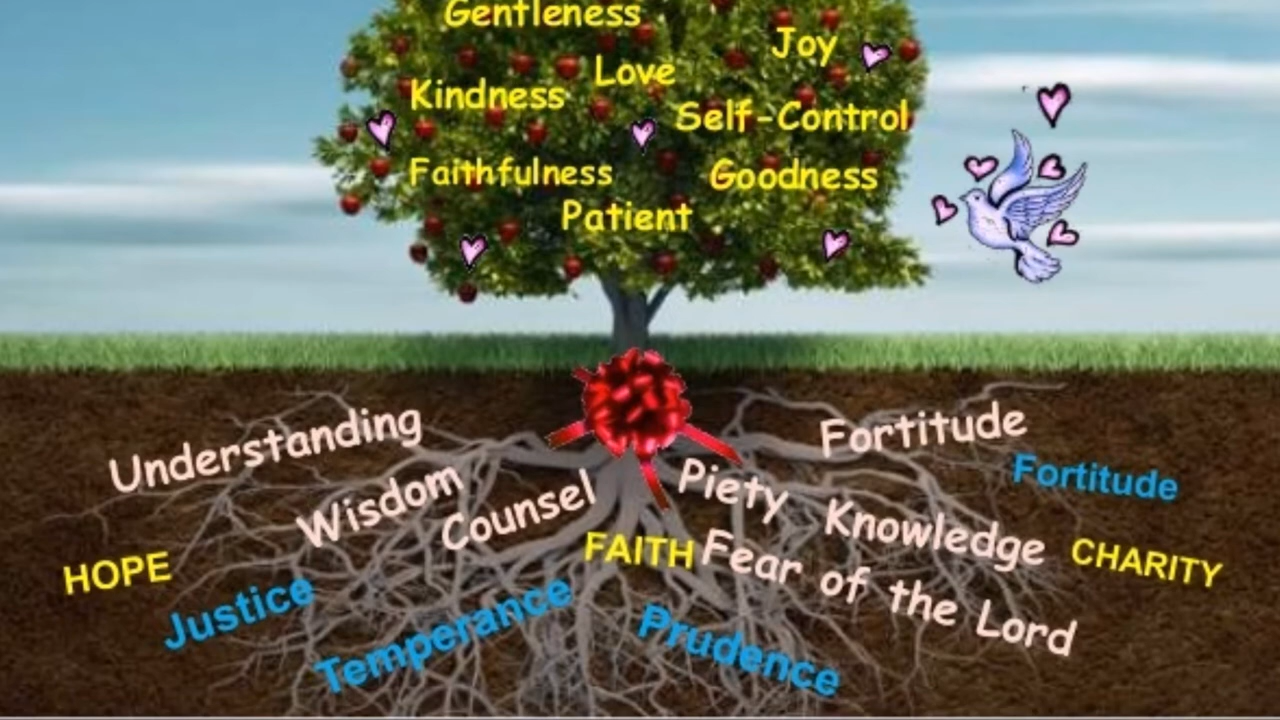 Gentleness
Joy
Love
Kindness
Self-Control
Faithfulness
Goodness
Patient
Understanding
Fortitude
Wisdom
Counsel
Piety
Fortitude
Knowledge
HOPE
FAITH
Fear of the Lord
CHARITY
Justice
Temperance
Prudence